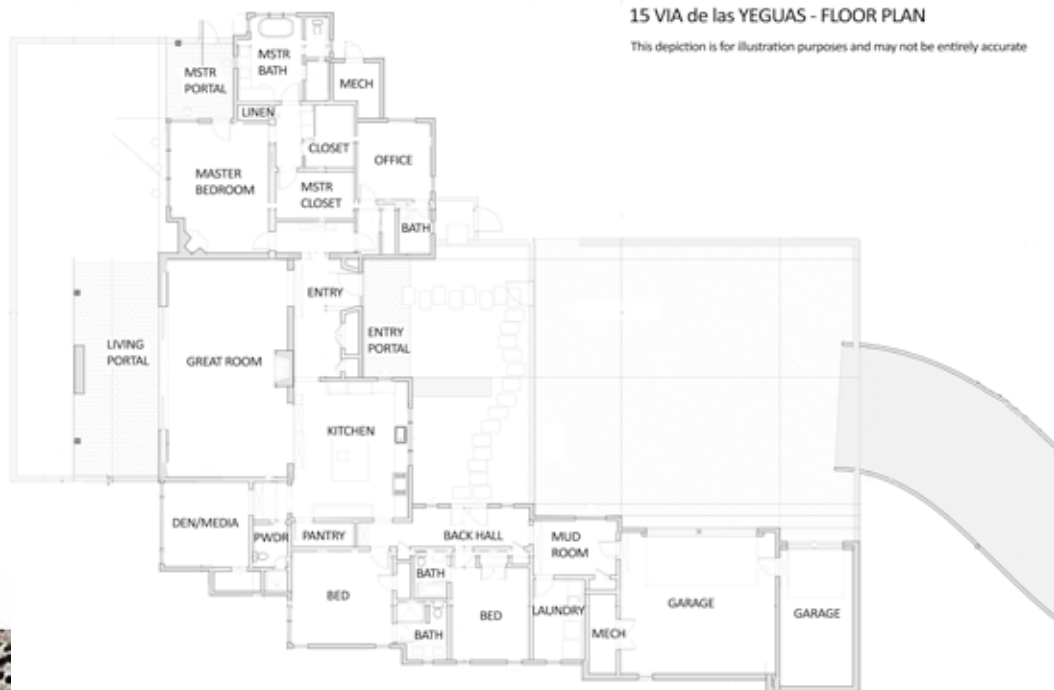 15 VIA de las YEGUAS - FLOOR PLAN
This depiction is for illustration purposes and may not be entirely accurate
MSTR
BATH
MSTR
PORTAL
MECH
LINEN
CLOSET
OFFICE
MASTER
BEDROOM
MSTR
CLOSET
BATH
ENTRY
ENTRY
PORTAL
LIVING
PORTAL
GREAT ROOM
KITCHEN
DEN/MEDIA
PWDR
PANTRY
BACK HALL
MUD
ROOM
BATH
BED
BED
LAUNDRY
GARAGE
GARAGE
BATH
MECH